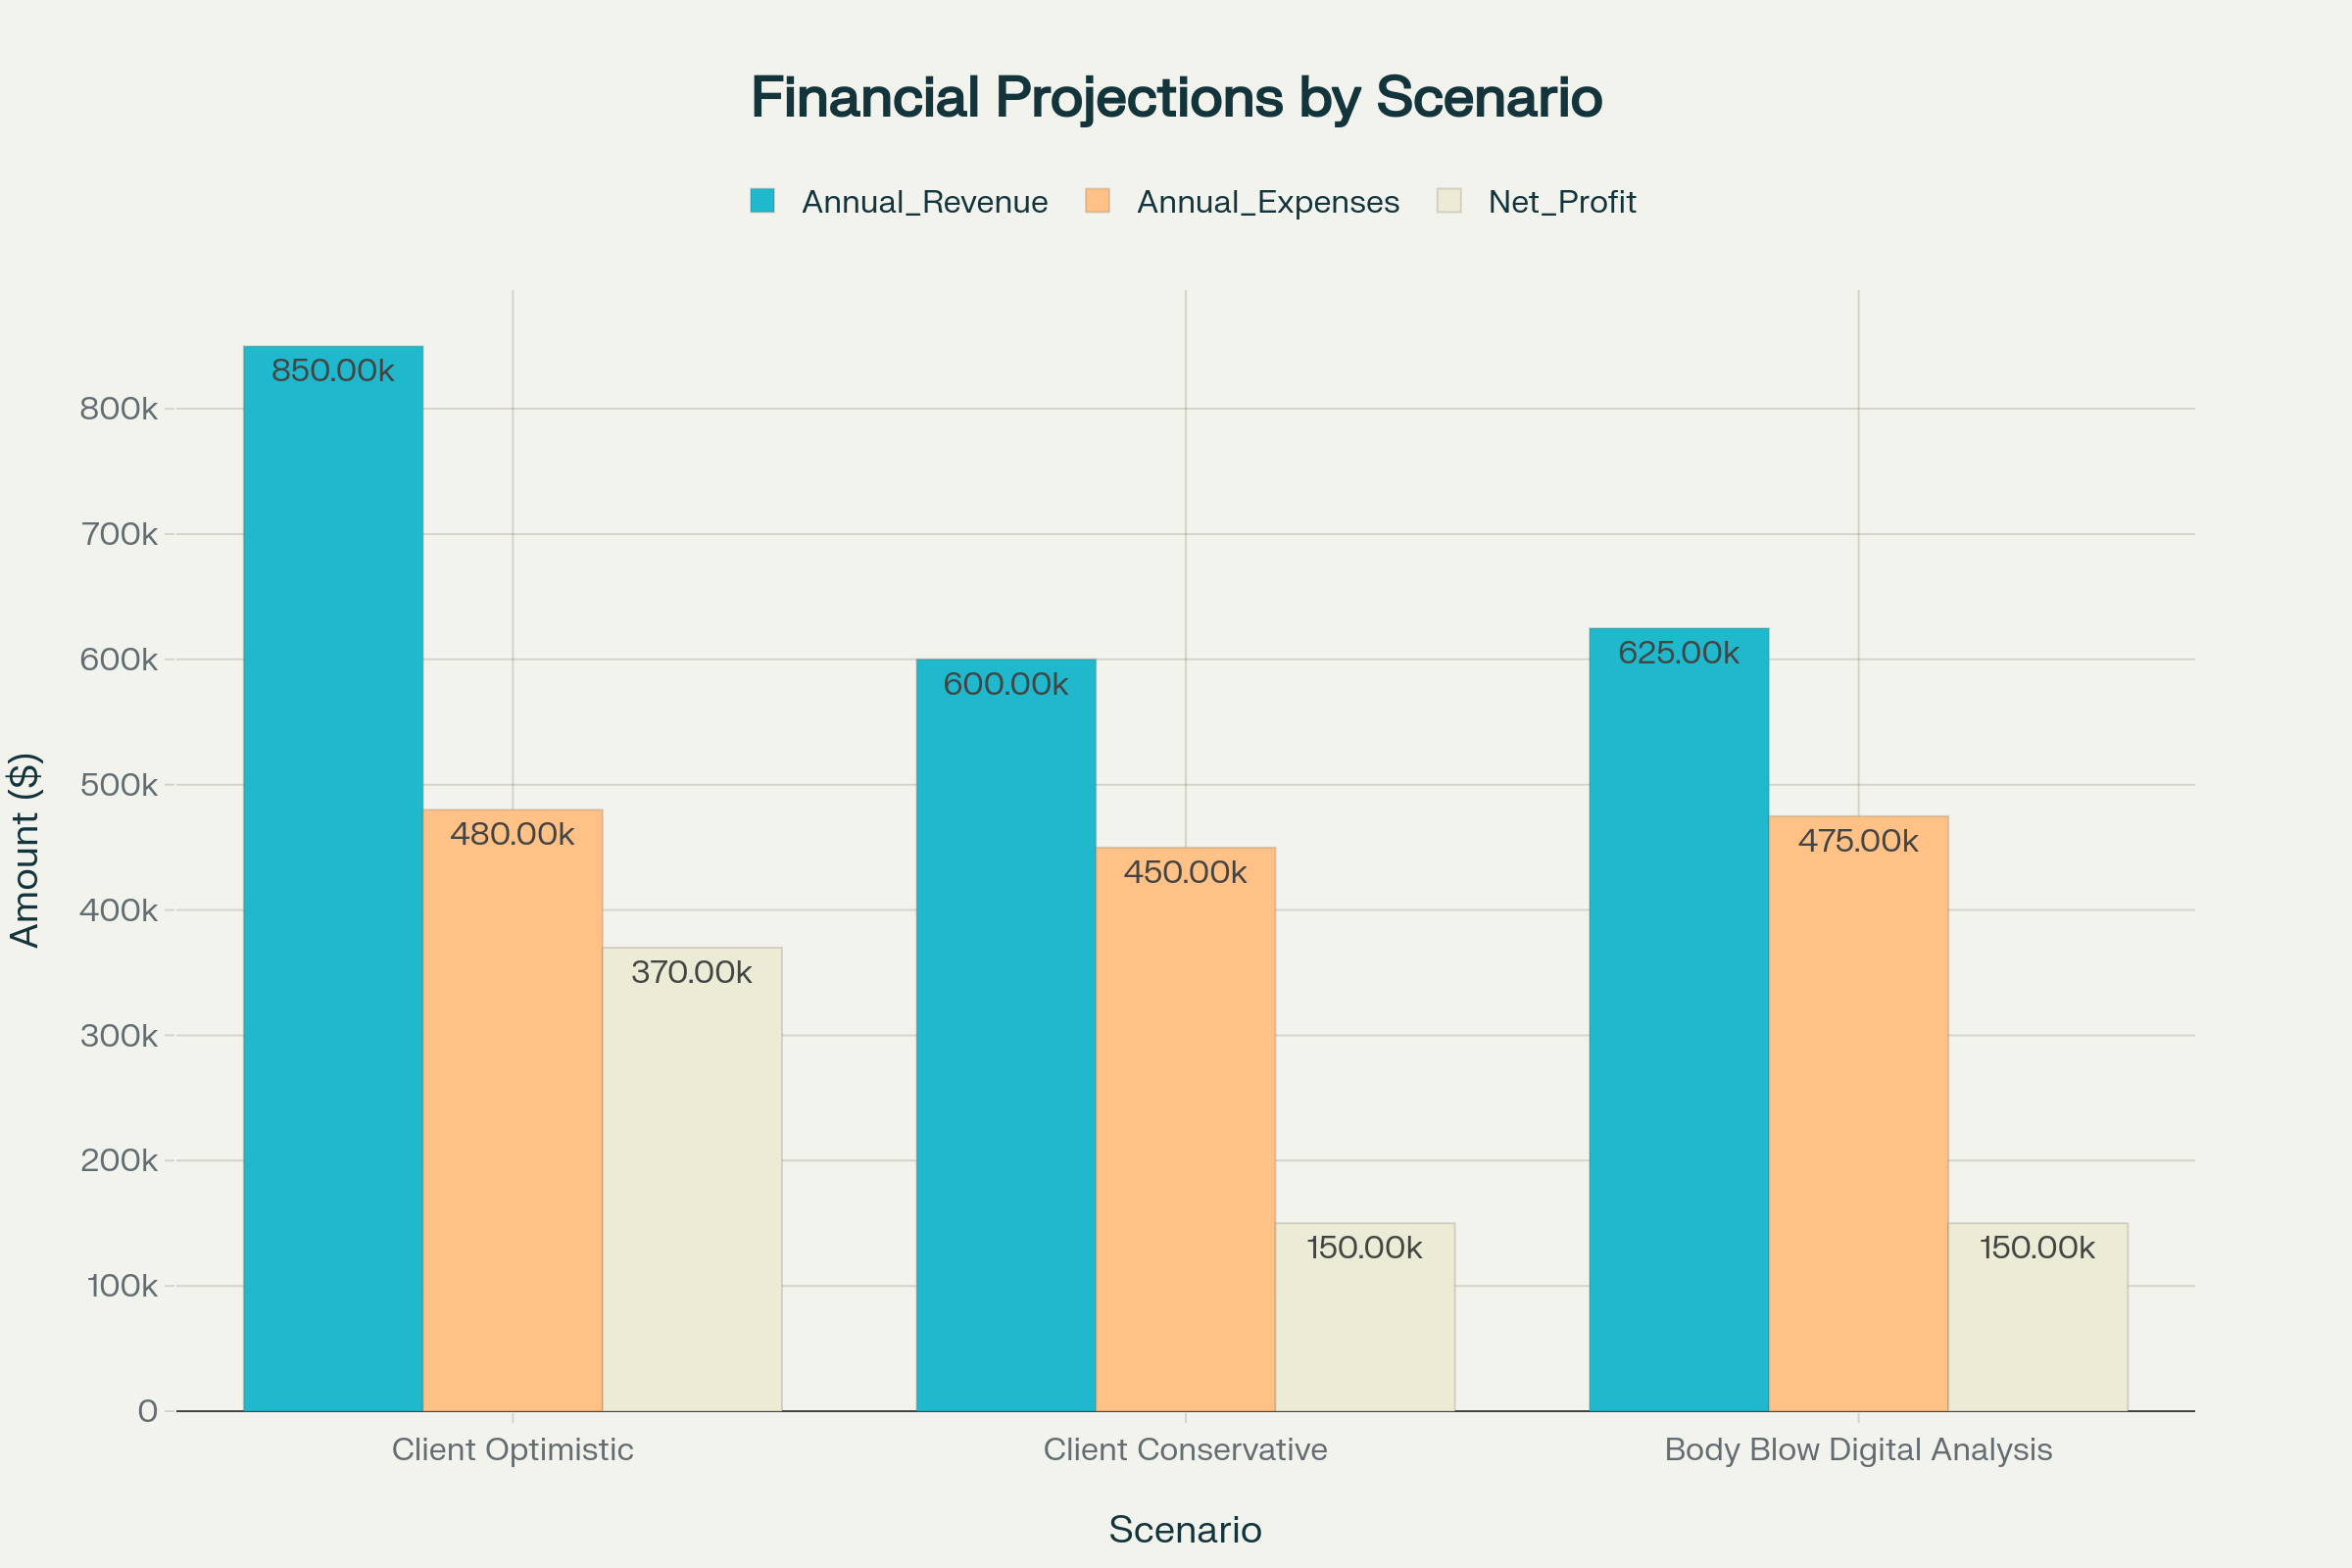 Financial Projections by Scenario
Annual_Revenue Annual_Expenses Net_Profit
Amount ($)
800k
700k
600k
500k
400k
300k
200k
100k
0
850.00k
480.00k
370.00k
600.00k
450.00k
150.00k
625.00k
475.00k
150.00k
Client Optimistic Client Conservative Body Blow Digital Analysis
Scenario